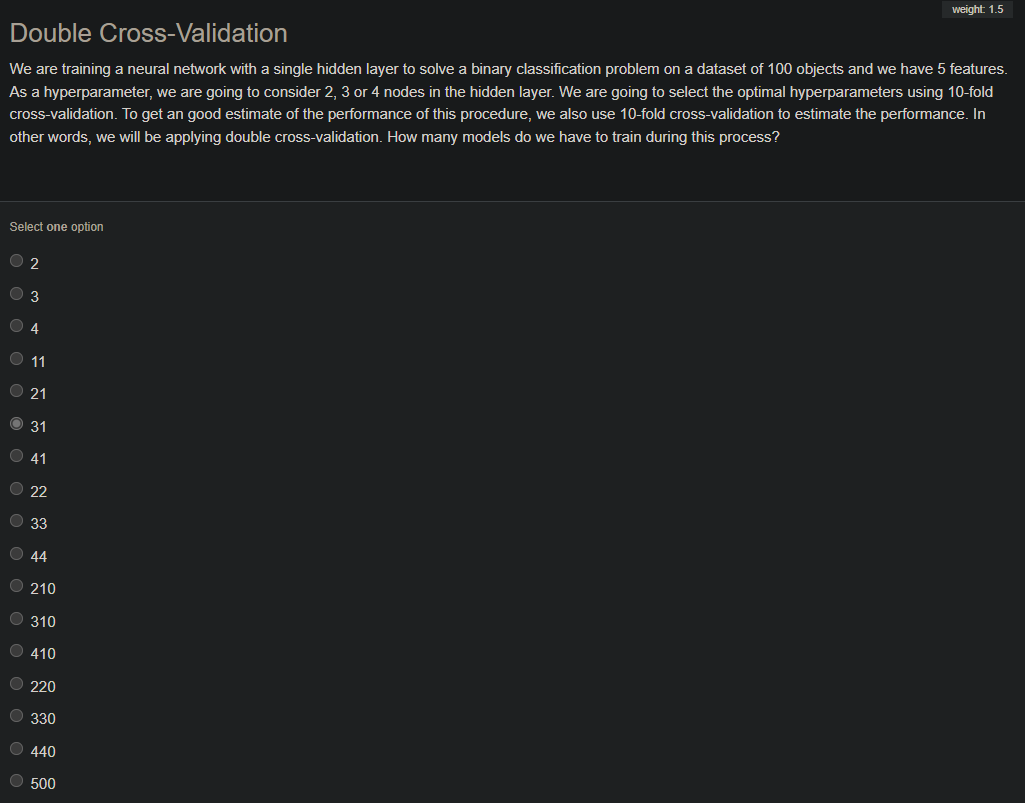 weight: 1.5
Double Cross-Validation
We are training a neural network with a single hidden layer to solve a binary classification problem on a dataset of 100 objects and we have 5 features.
As a hyperparameter, we are going to consider 2, 3 or 4 nodes in the hidden layer. We are going to select the optimal hyperparameters using 10-fold
cross-validation. To get an good estimate of the performance of this procedure, we also use 10-fold cross-validation to estimate the performance. In
other words, we will be applying double cross-validation. How many models do we have to train during this process?
Select one option
2
3
4
11
21
31
41
22
33
44
210
310
410
220
330
440
500